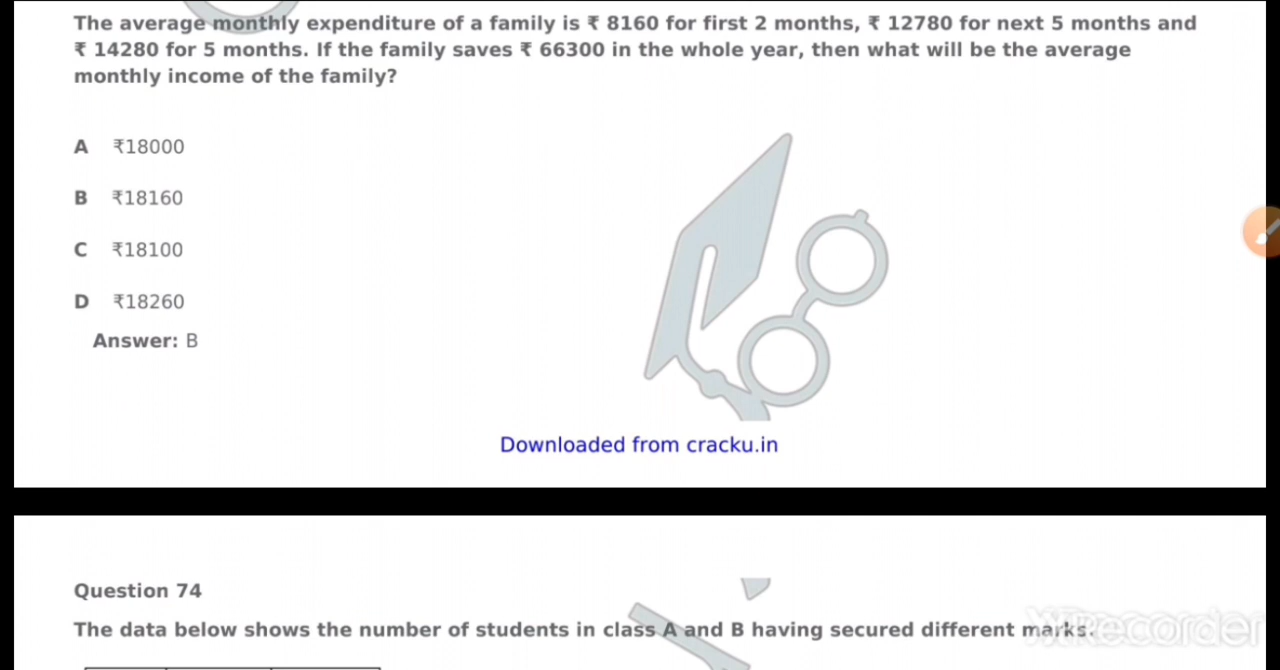 The average monthly expenditure of a family is ₹ 8160 for first 2 months, ₹ 12780 for next 5 months and
₹ 14280 for 5 months. If the family saves ₹ 66300 in the whole year, then what will be the average
monthly income of the family?
A ₹18000
B ₹18160
C ₹18100
D ₹18260
Answer: B
Downloaded from cracku.in
Question 74
The data below shows the number of students in class A and B having secured different marks.
XRecorder